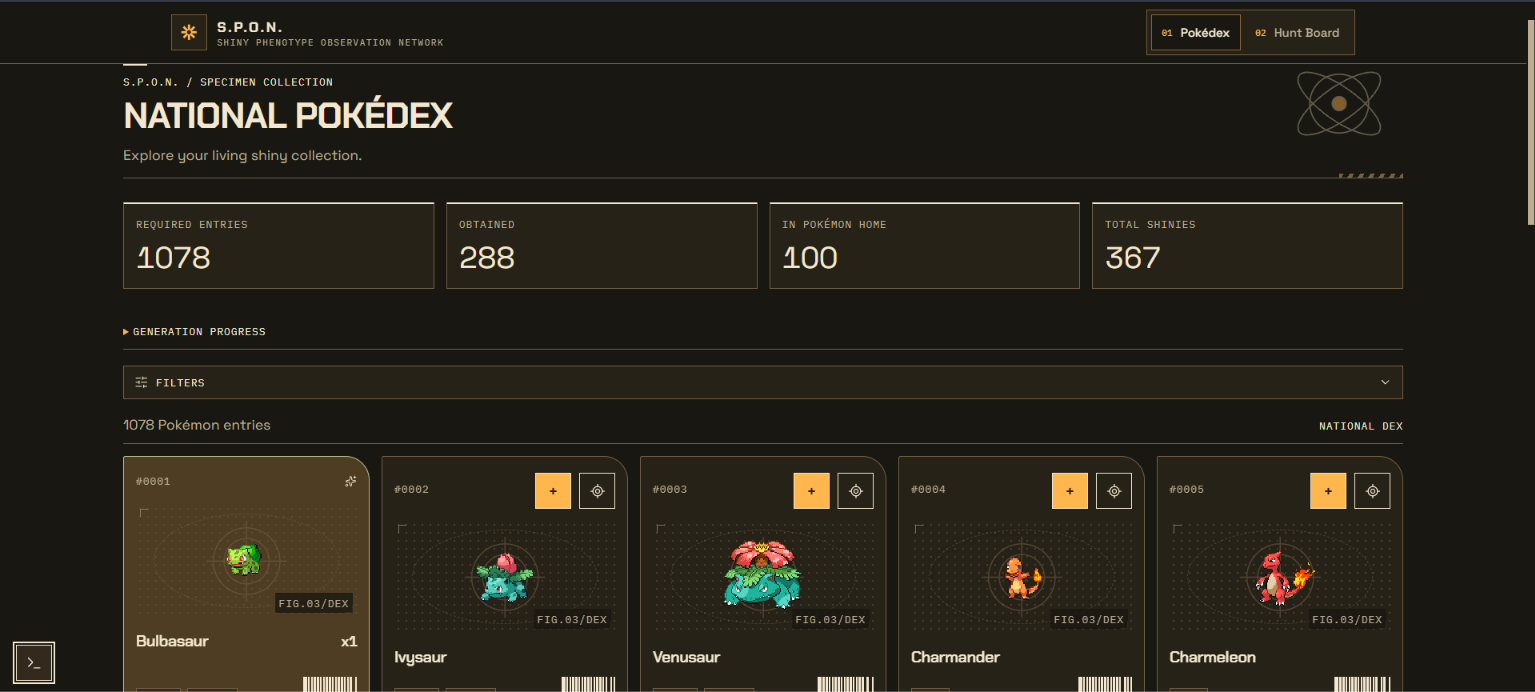 S.P.O.N.
SHINY PHENOTYPE OBSERVATION NETWORK
01 Pokédex
02 Hunt Board
S.P.O.N. / SPECIMEN COLLECTION
NATIONAL POKÉDEX
Explore your living shiny collection.
REQUIRED ENTRIES
1078
OBTAINED
288
IN POKÉMON HOME
100
TOTAL SHINIES
367
GENERATION PROGRESS
FILTERS
1078 Pokémon entries
NATIONAL DEX
#0001
FIG.03/DEX
Bulbasaur x1
#0002
+
FIG.03/DEX
Ivysaur
#0003
+
FIG.03/DEX
Venusaur
#0004
+
FIG.03/DEX
Charmander
#0005
+
FIG.03/DEX
Charmeleon